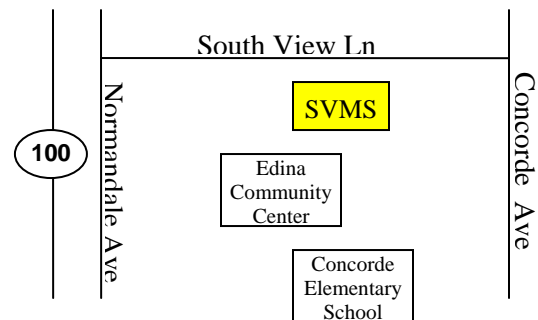 South View Ln
SVMS
Normandale Ave
Concorde Ave
100
Edina
Community
Center
Concorde
Elementary
School